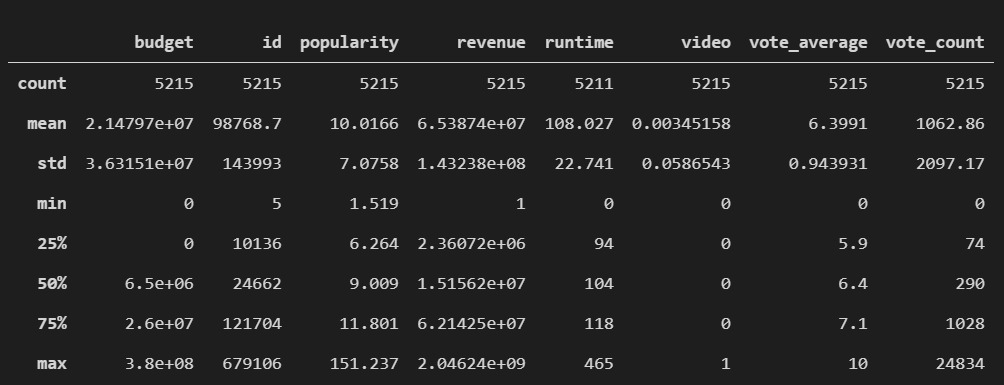 budget id popularity revenue runtime video vote_average vote_count
count 5215 5215 5215 5215 5211 5215 5215 5215
mean 2.14797e+07 98768.7 10.0166 6.53874e+07 108.027 0.00345158 6.3991 1062.86
std 3.63151e+07 143993 7.0758 1.43238e+08 22.741 0.0586543 0.943931 2097.17
min 0 5 1.519 1 0 0 0 0
25% 0 10136 6.264 2.36072e+06 94 0 5.9 74
50% 6.5e+06 24662 9.009 1.51562e+07 104 0 6.4 290
75% 2.6e+07 121704 11.801 6.21425e+07 118 0 7.1 1028
max 3.8e+08 679106 151.237 2.04624e+09 465 1 10 24834